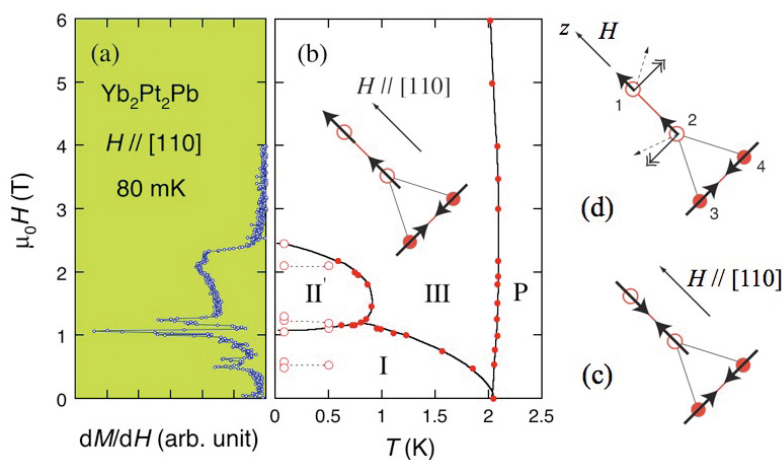 (a)
Yb₂Pt₂Pb
H // [110]
80 mK
μ₀H (T)
6
5
4
3
2
1
0
dM/dH (arb. unit)
(b)
H // [110]
II'
III
P
I
0
0.5
1
1.5
2
2.5
T (K)
z
H
1
2
3
4
(d)
H // [110]
(c)